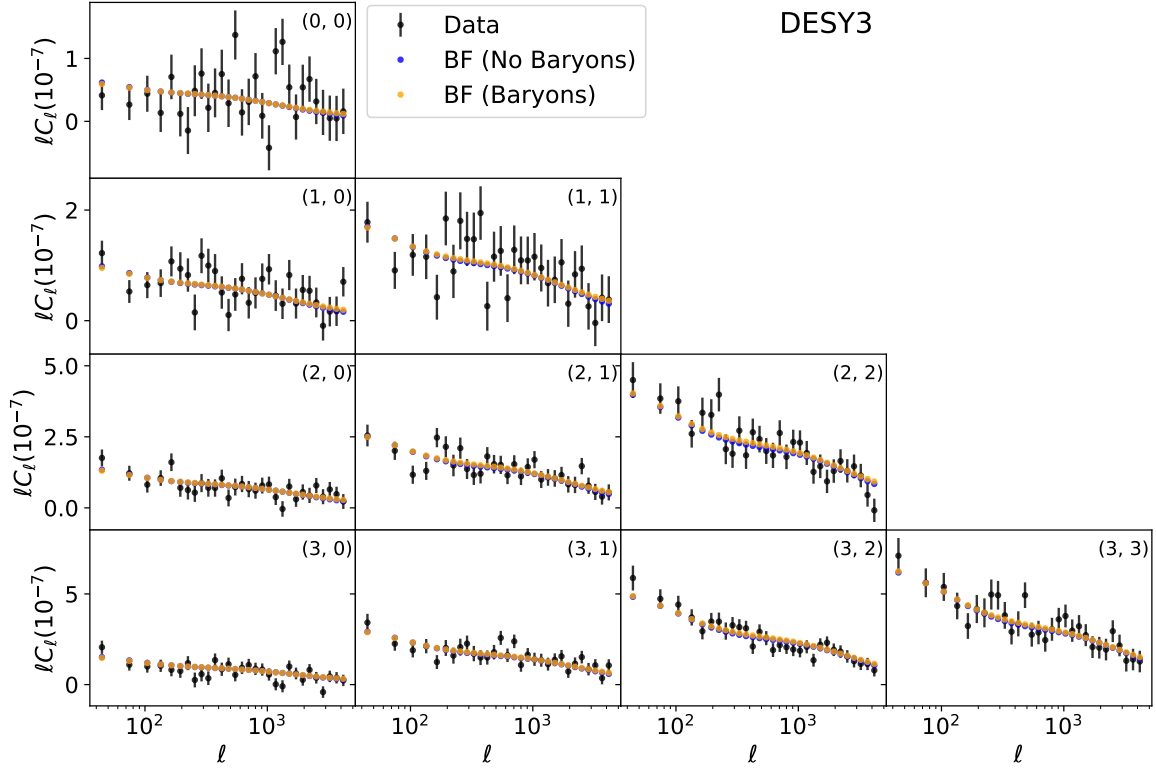 DESY3
Data
BF (No Baryons)
BF (Baryons)
(0, 0)
1
0
ℓCℓ(10⁻⁷)
(1, 0)
(1, 1)
2
0
ℓCℓ(10⁻⁷)
(2, 0)
(2, 1)
(2, 2)
5.0
2.5
0.0
ℓCℓ(10⁻⁷)
(3, 0)
(3, 1)
(3, 2)
(3, 3)
5
0
ℓCℓ(10⁻⁷)
10² 10³ 10² 10³ 10² 10³ 10² 10³
ℓ ℓ ℓ ℓ